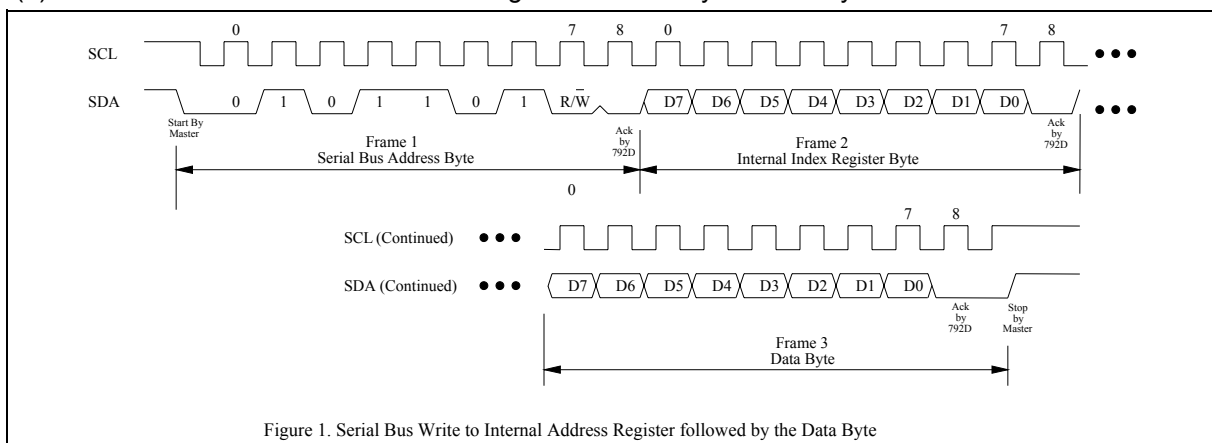 0 7 8 0 7 8
SCL
SDA 0 1 0 1 1 0 1 R/W D7 D6 D5 D4 D3 D2 D1 D0
Start By
Master
Ack
by
792D
Ack
by
792D
Frame 1
Serial Bus Address Byte
Frame 2
Internal Index Register Byte
0 7 8
SCL (Continued)
SDA (Continued) D7 D6 D5 D4 D3 D2 D1 D0
Ack
by
792D
Stop
by
Master
Frame 3
Data Byte
Figure 1. Serial Bus Write to Internal Address Register followed by the Data Byte